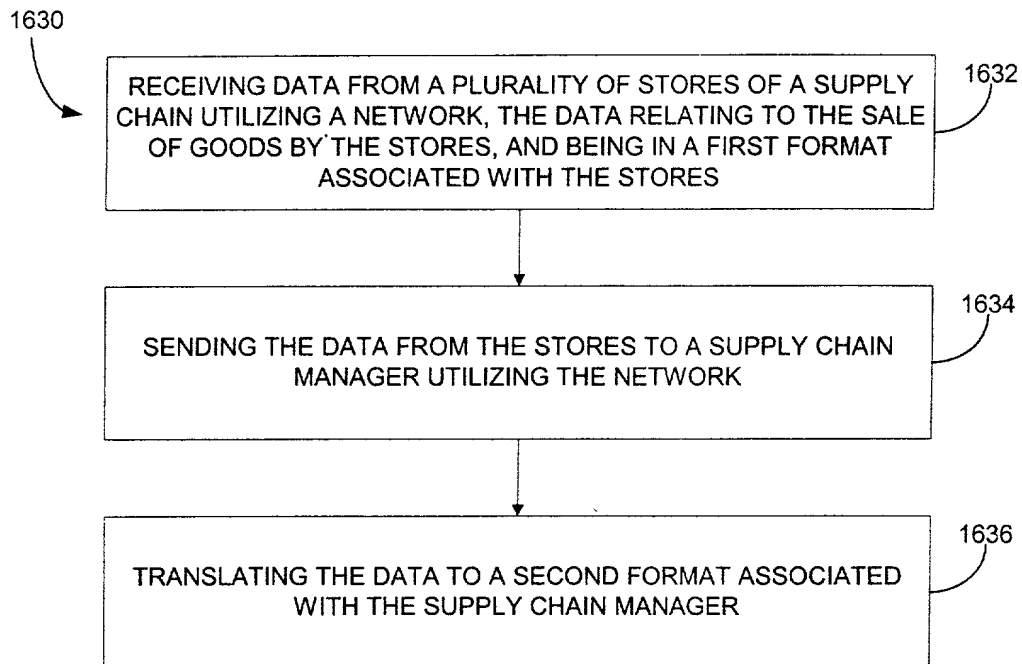 1630
RECEIVING DATA FROM A PLURALITY OF STORES OF A SUPPLY
CHAIN UTILIZING A NETWORK, THE DATA RELATING TO THE SALE
OF GOODS BY THE STORES, AND BEING IN A FIRST FORMAT
ASSOCIATED WITH THE STORES
1632
SENDING THE DATA FROM THE STORES TO A SUPPLY CHAIN
MANAGER UTILIZING THE NETWORK
1634
TRANSLATING THE DATA TO A SECOND FORMAT ASSOCIATED
WITH THE SUPPLY CHAIN MANAGER
1636